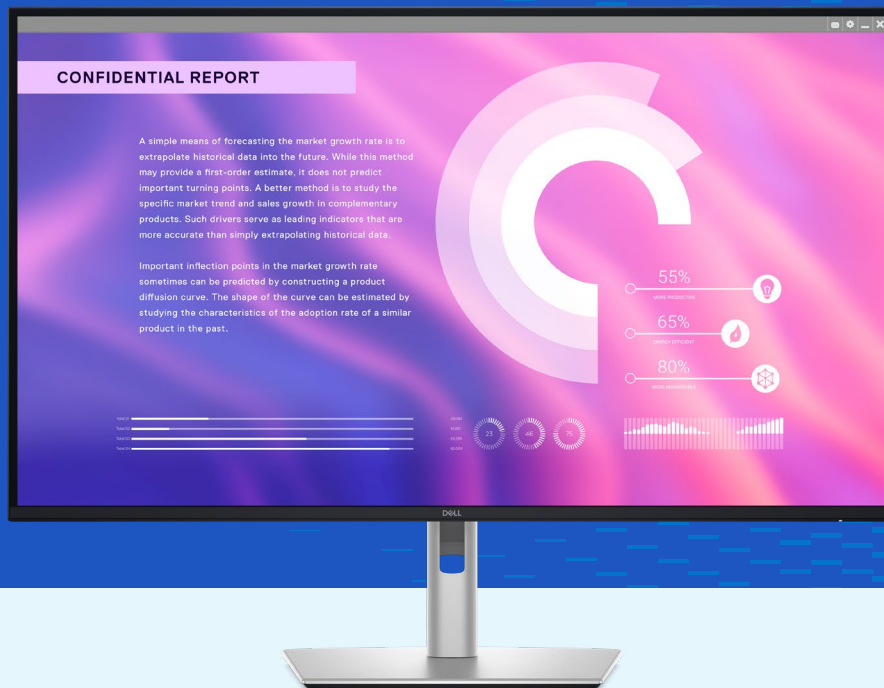 CONFIDENTIAL REPORT
A simple means of forecasting the market growth rate is to
extrapolate historical data into the future. While this method
may provide a first-order estimate, it does not predict
important turning points. A better method is to study the
specific market trend and sales growth in complementary
products. Such drivers serve as leading indicators that are
more accurate than simply extrapolating historical data.
Important inflection points in the market growth rate
sometimes can be predicted by constructing a product
diffusion curve. The shape of the curve can be estimated by
studying the characteristics of the adoption rate of a similar
product in the past.
55%
MORE PRODUCTIVE
65%
ENERGY EFFICIENT
80%
23
46
75
DELL